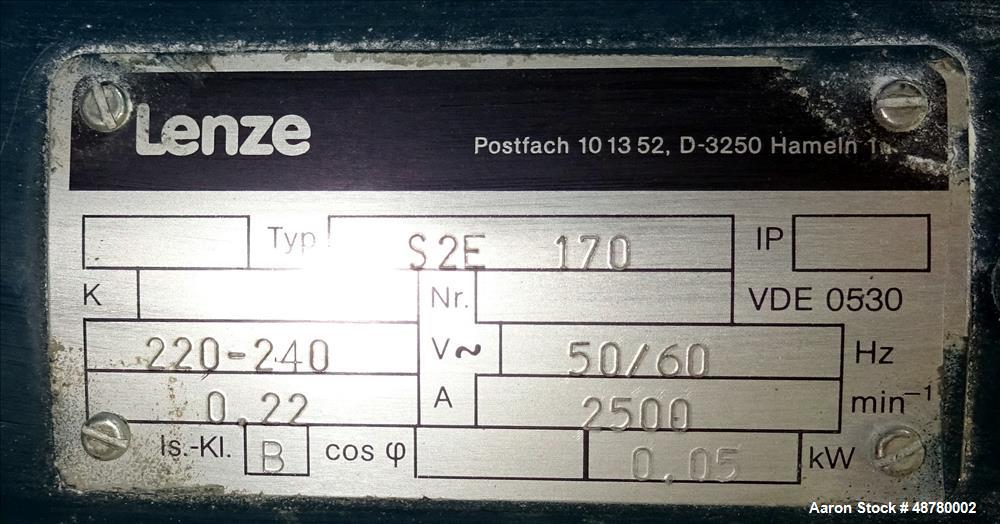 Lenze
Postfach 10 13 52, D-3250 Hameln 1
Typ S2E 170 IP
K Nr. VDE 0530
220-240 V~ 50/60 Hz
0,22 A 2500 min⁻¹
Is.-Kl. B cos φ 0.05 kW
Aaron Stock # 48780002